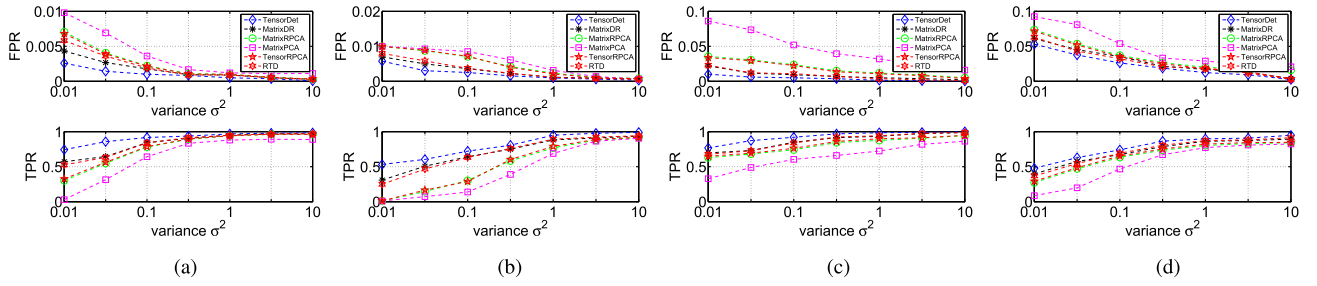 0.01
0.005
0
FPR
0.01 0.1 1 10
variance σ²
TensorDet
MatrixDR
MatrixRPCA
MatrixPCA
TensorRPCA
RTD
1
0.5
0
TPR
0.01 0.1 1 10
variance σ²
(a)
0.02
0.01
0
FPR
0.01 0.1 1 10
variance σ²
TensorDet
MatrixDR
MatrixRPCA
MatrixPCA
TensorRPCA
RTD
1
0.5
0
TPR
0.01 0.1 1 10
variance σ²
(b)
0.1
0.05
0
FPR
0.01 0.1 1 10
variance σ²
TensorDet
MatrixDR
MatrixRPCA
MatrixPCA
TensorRPCA
RTD
1
0.5
0
TPR
0.01 0.1 1 10
variance σ²
(c)
0.1
0.05
0
FPR
0.01 0.1 1 10
variance σ²
TensorDet
MatrixDR
MatrixRPCA
MatrixPCA
TensorRPCA
RTD
1
0.5
0
TPR
0.01 0.1 1 10
variance σ²
(d)